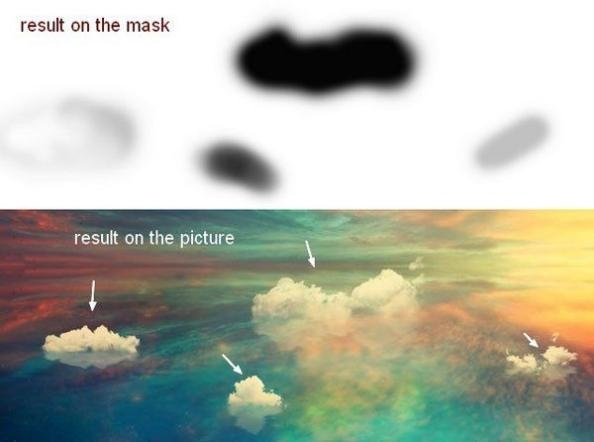 result on the mask
result on the picture